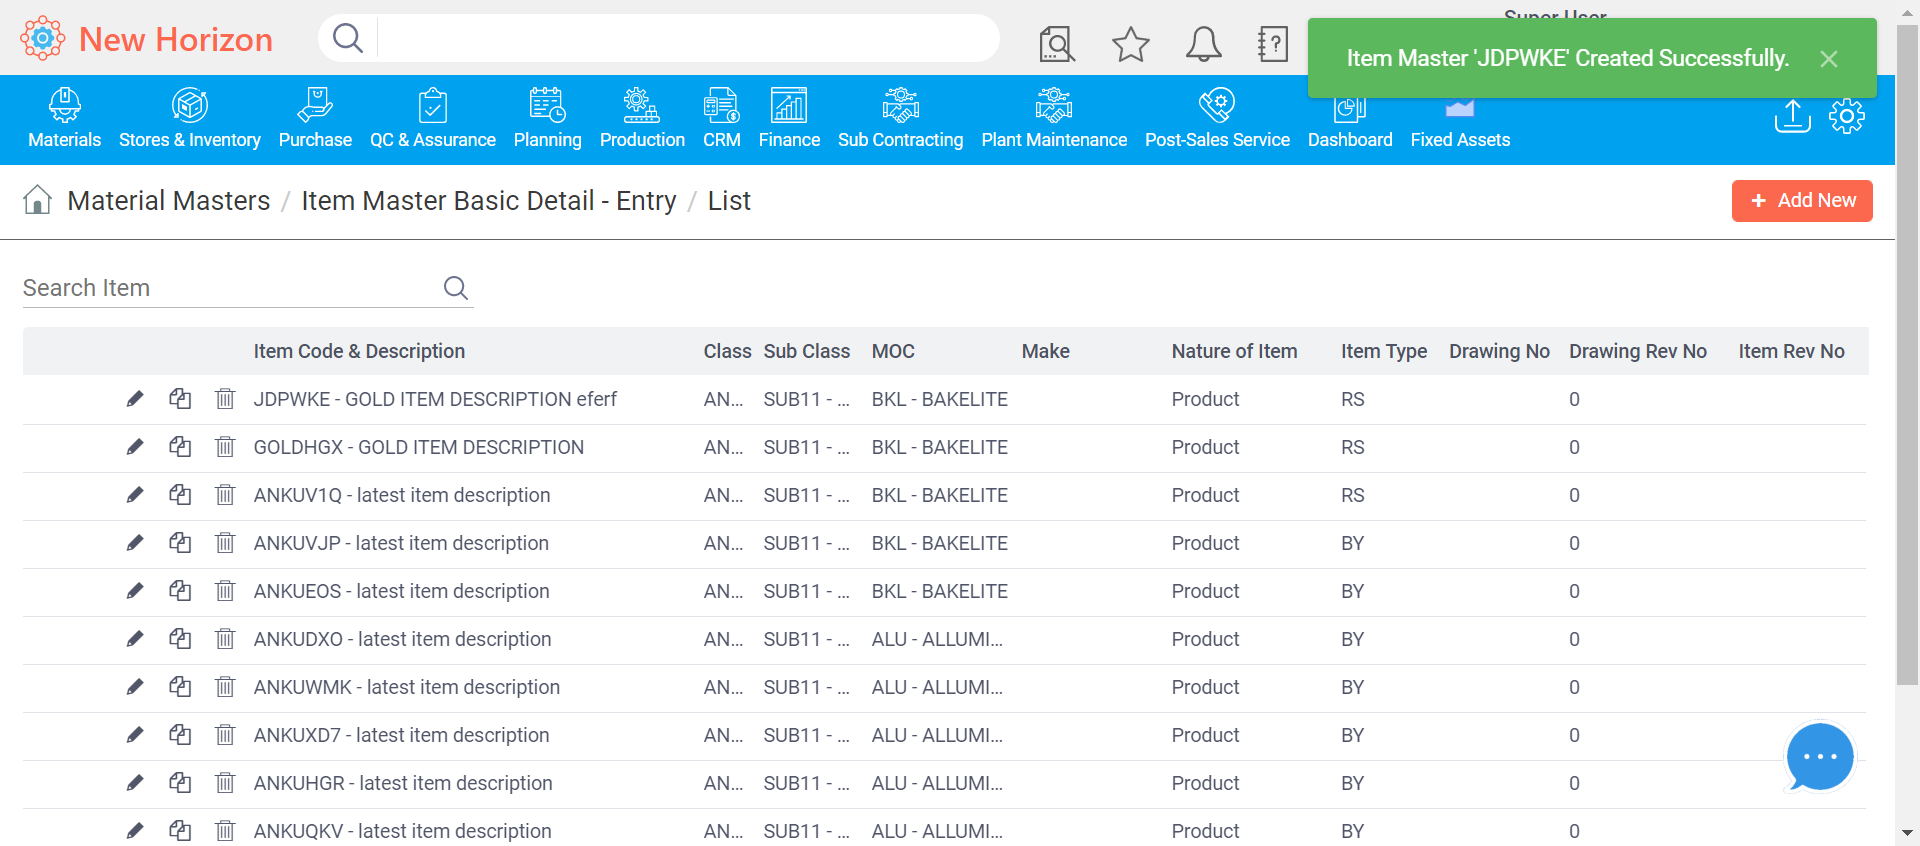 New Horizon
Super User
Item Master 'JDPWKE' Created Successfully.
Materials Stores & Inventory Purchase QC & Assurance Planning Production CRM Finance Sub Contracting Plant Maintenance Post-Sales Service Dashboard Fixed Assets
Material Masters / Item Master Basic Detail - Entry / List
+ Add New
Search Item
Item Code & Description Class Sub Class MOC Make Nature of Item Item Type Drawing No Drawing Rev No Item Rev No
JDPWKE - GOLD ITEM DESCRIPTION eferf AN... SUB11 - ... BKL - BAKELITE Product RS 0
GOLDHGX - GOLD ITEM DESCRIPTION AN... SUB11 - ... BKL - BAKELITE Product RS 0
ANKUV1Q - latest item description AN... SUB11 - ... BKL - BAKELITE Product RS 0
ANKUVJP - latest item description AN... SUB11 - ... BKL - BAKELITE Product BY 0
ANKUEOS - latest item description AN... SUB11 - ... BKL - BAKELITE Product BY 0
ANKUDXO - latest item description AN... SUB11 - ... ALU - ALLUMI... Product BY 0
ANKUWMK - latest item description AN... SUB11 - ... ALU - ALLUMI... Product BY 0
ANKUXD7 - latest item description AN... SUB11 - ... ALU - ALLUMI... Product BY 0
ANKUHGR - latest item description AN... SUB11 - ... ALU - ALLUMI... Product BY 0
ANKUQKV - latest item description AN... SUB11 - ... ALU - ALLUMI... Product BY 0